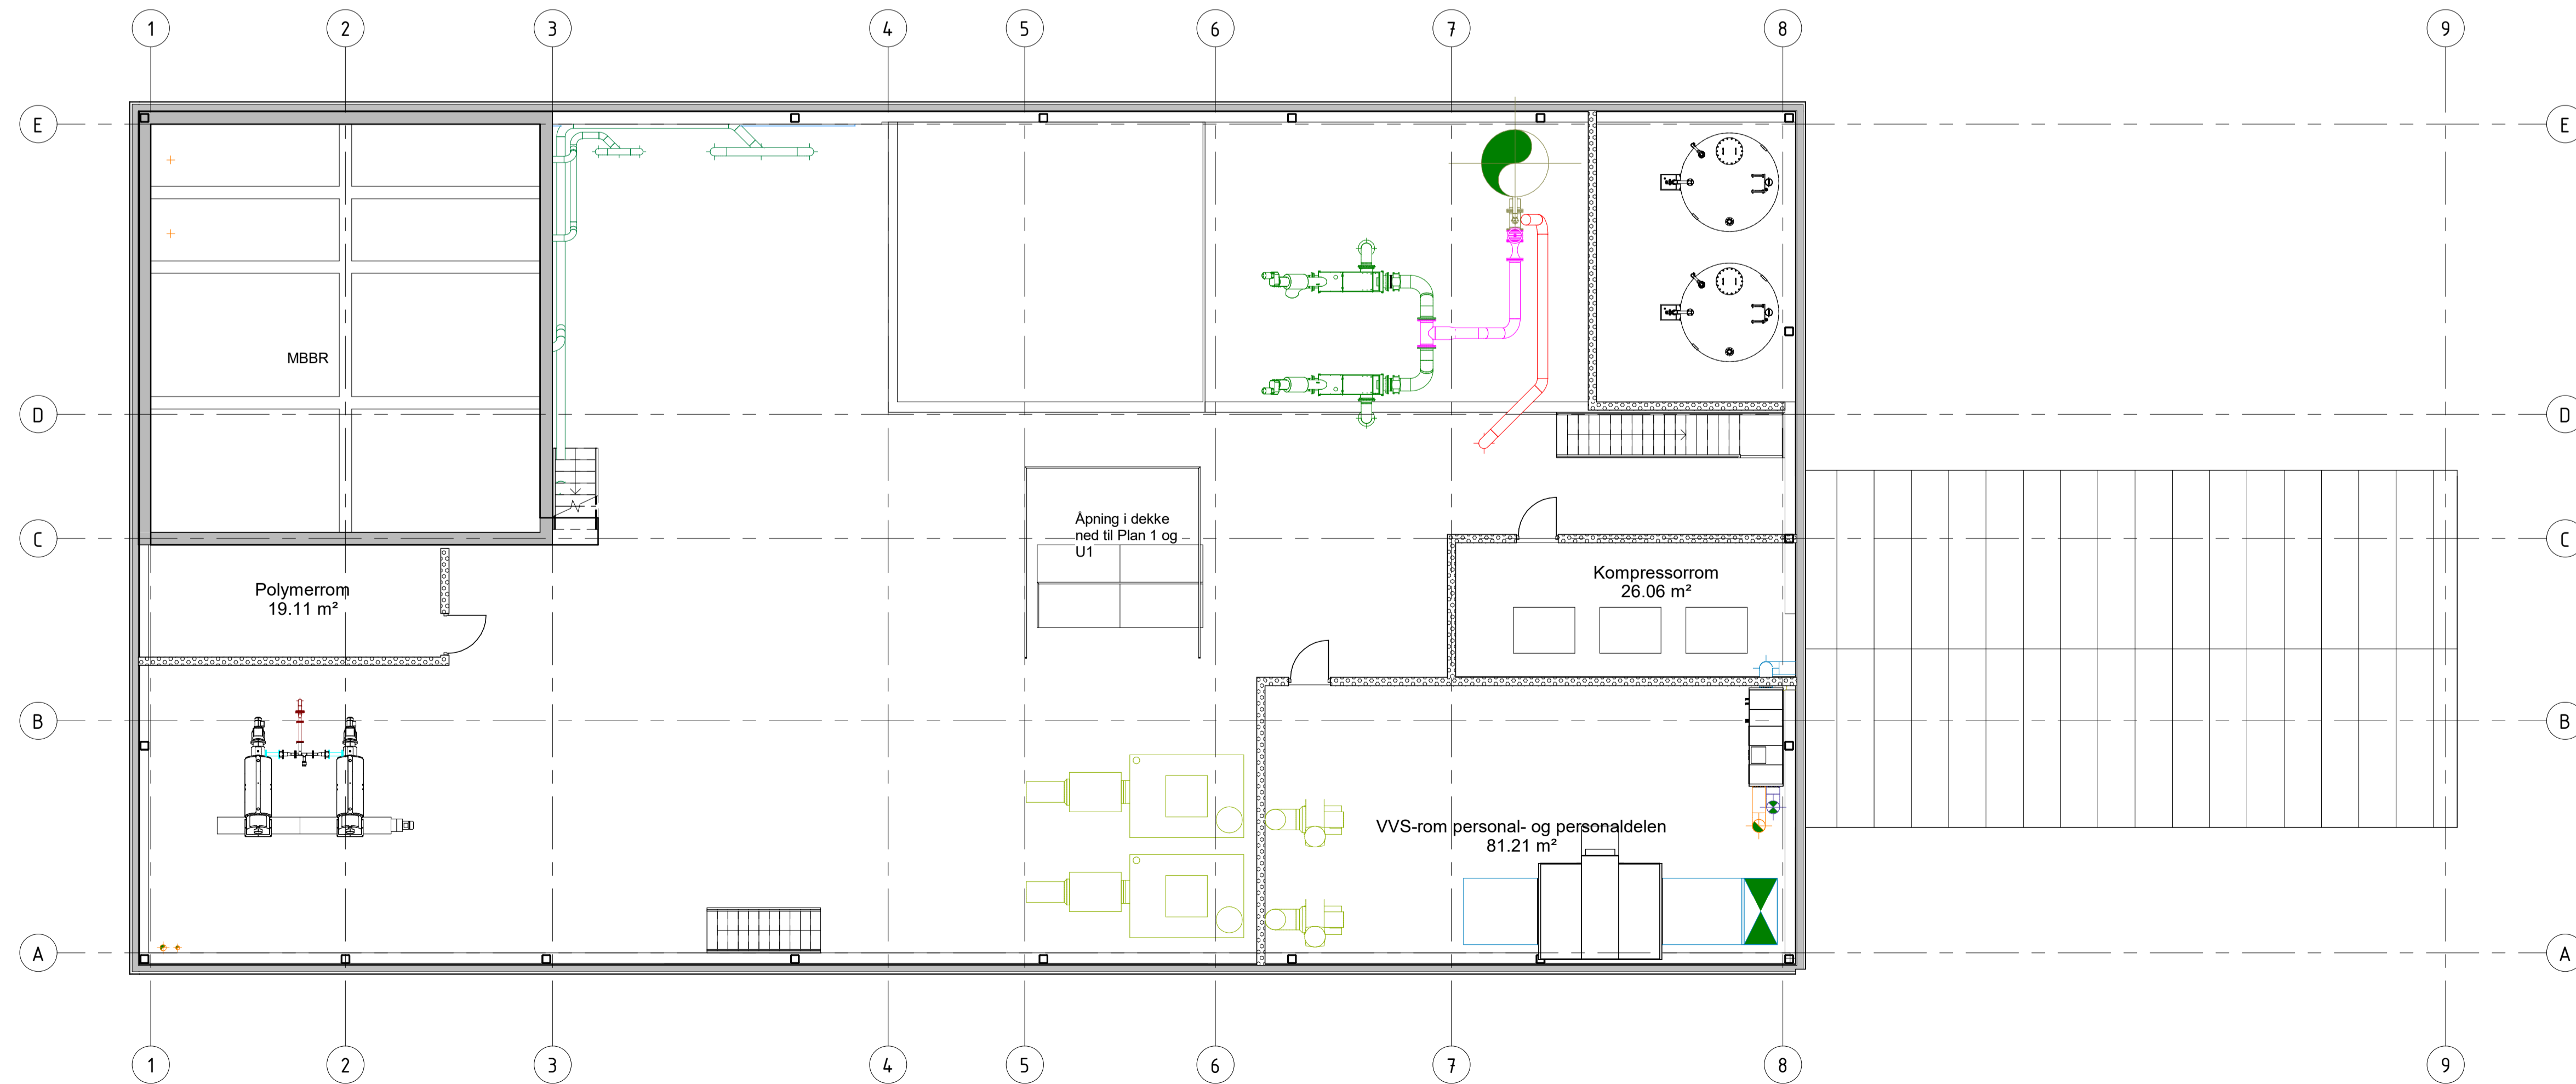 1 2 3 4 5 6 7 8 9
E E
MBBR
D D
Åpning i dekke
ned til Plan 1 og
U1
C C
Kompressorrom
26.06 m²
Polymerrom
19.11 m²
B B
VVS-rom personal- og personaldelen
81.21 m²
A A
1 2 3 4 5 6 7 8 9